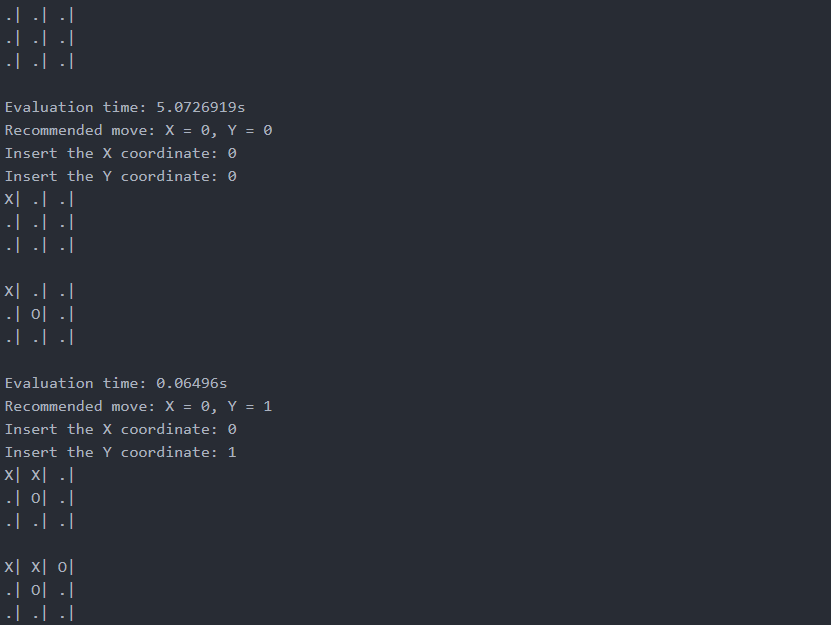 .| .| .|
.| .| .|
.| .| .|
Evaluation time: 5.0726919s
Recommended move: X = 0, Y = 0
Insert the X coordinate: 0
Insert the Y coordinate: 0
X| .| .|
.| .| .|
.| .| .|
X| .| .|
.| O| .|
.| .| .|
Evaluation time: 0.06496s
Recommended move: X = 0, Y = 1
Insert the X coordinate: 0
Insert the Y coordinate: 1
X| X| .|
.| O| .|
.| .| .|
X| X| O|
.| O| .|
.| .| .|